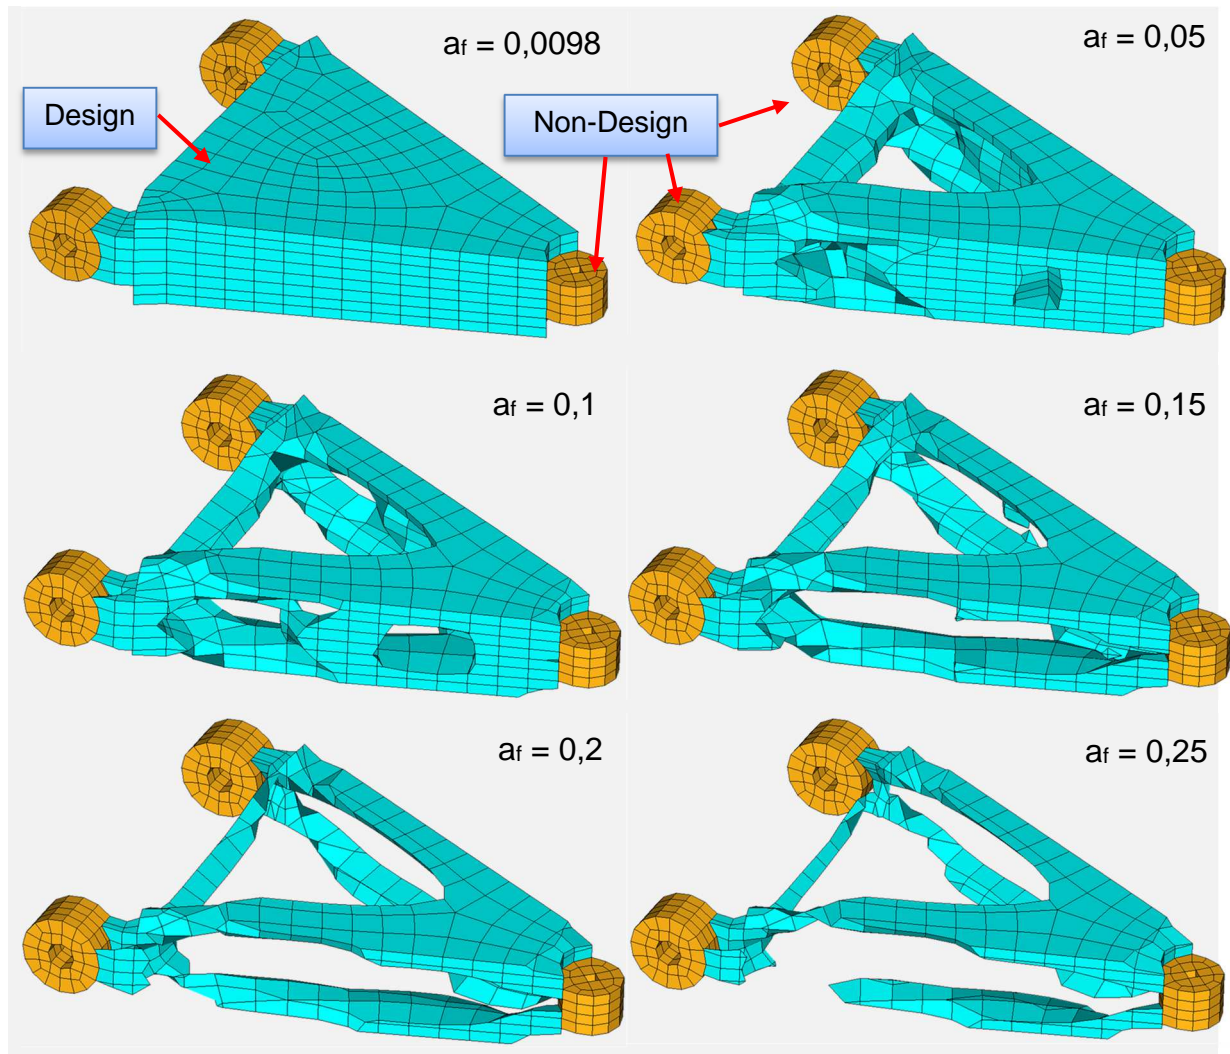 af = 0,0098
af = 0,05
Design
Non-Design
af = 0,1
af = 0,15
af = 0,2
af = 0,25